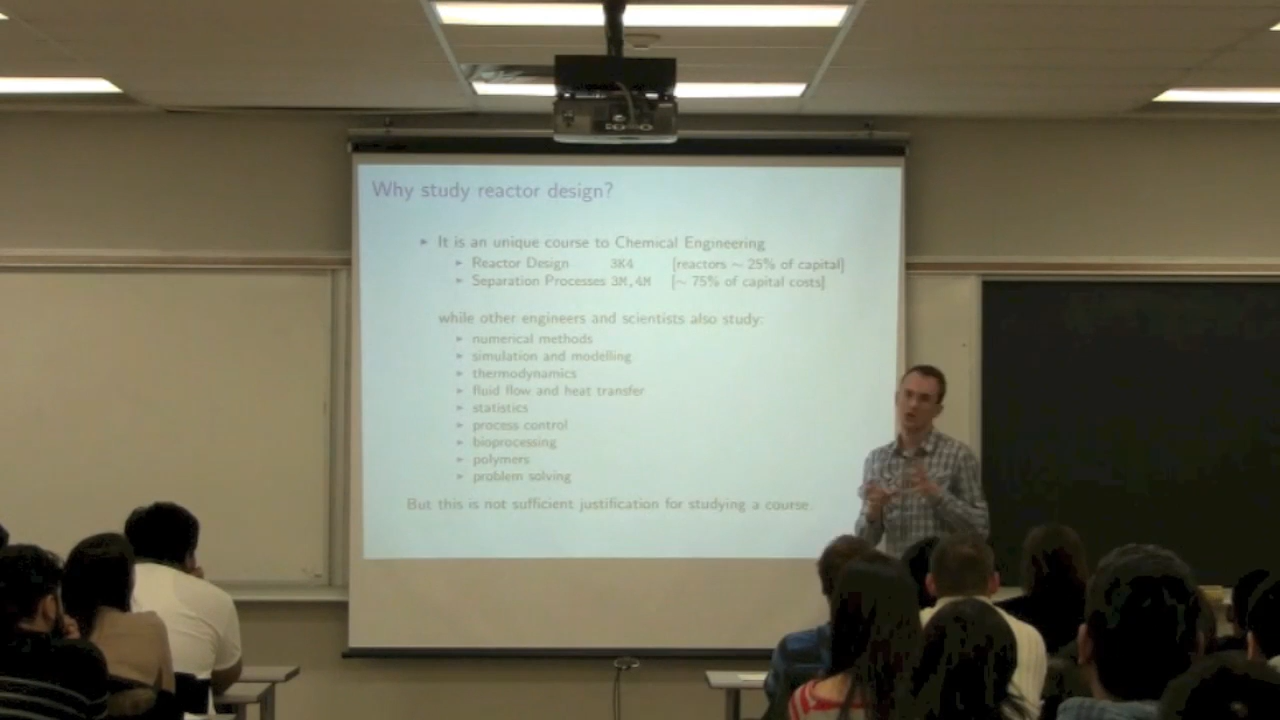 Why study reactor design?
It is an unique course to Chemical Engineering
Reactor Design 3K4 [reactors ~ 25% of capital]
Separation Processes 3M,4M [~ 75% of capital costs]
while other engineers and scientists also study:
numerical methods
simulation and modelling
thermodynamics
fluid flow and heat transfer
statistics
process control
bioprocessing
polymers
problem solving
But this is not sufficient justification for studying a course.